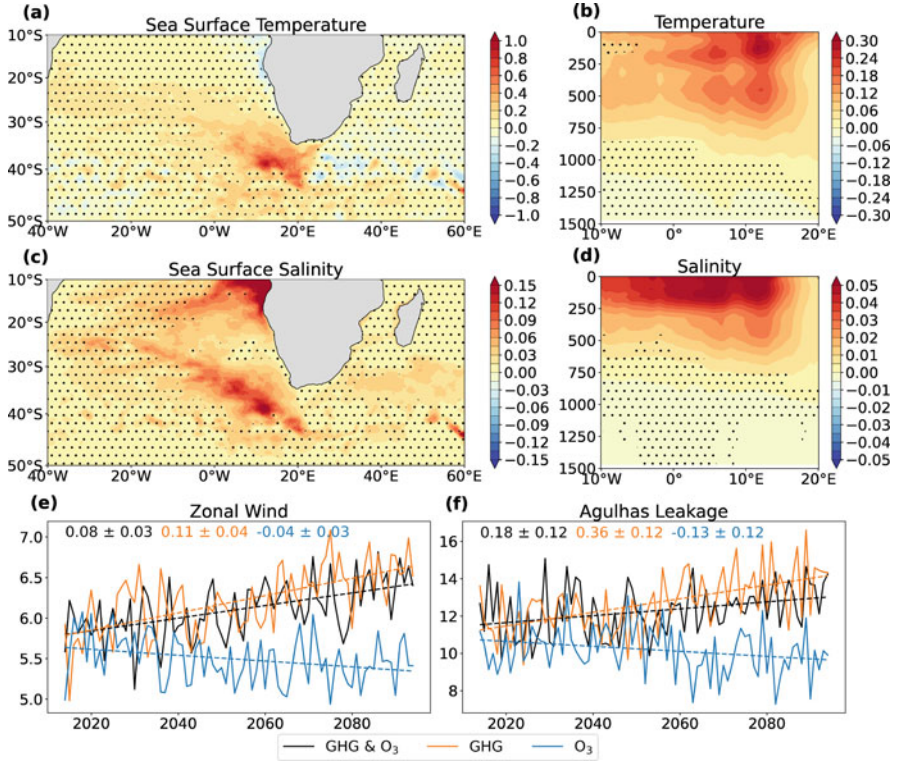 (a) Sea Surface Temperature
10°S
20°S
30°S
40°S
50°S
40°W 20°W 0°W 20°E 40°E 60°E
1.0
0.8
0.6
0.4
0.2
0.0
−0.2
−0.4
−0.6
−0.8
−1.0
(b) Temperature
0
250
500
750
1000
1250
1500
10°W 0°E 10°E 20°E
0.30
0.24
0.18
0.12
0.06
0.00
−0.06
−0.12
−0.18
−0.24
−0.30
(c) Sea Surface Salinity
10°S
20°S
30°S
40°S
50°S
40°W 20°W 0°W 20°E 40°E 60°E
0.15
0.12
0.09
0.06
0.03
0.00
−0.03
−0.06
−0.09
−0.12
−0.15
(d) Salinity
0
250
500
750
1000
1250
1500
10°W 0°E 10°E 20°E
0.05
0.04
0.03
0.02
0.01
0.00
−0.01
−0.02
−0.03
−0.04
−0.05
(e) Zonal Wind
0.08 ± 0.03 0.11 ± 0.04 -0.04 ± 0.03
7.0
6.5
6.0
5.5
5.0
2020 2040 2060 2080
(f) Agulhas Leakage
0.18 ± 0.12 0.36 ± 0.12 -0.13 ± 0.12
16
14
12
10
8
2020 2040 2060 2080
GHG & O₃ GHG O₃